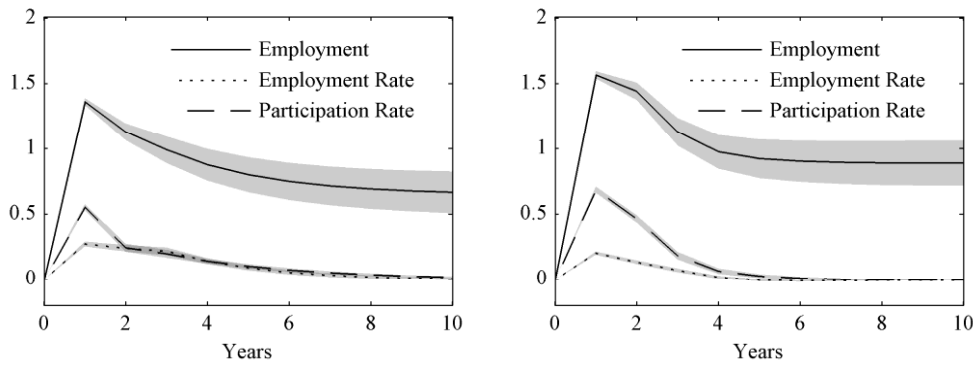 2
1.5
1
0.5
0
Employment
Employment Rate
Participation Rate
0 2 4 6 8 10
Years
2
1.5
1
0.5
0
Employment
Employment Rate
Participation Rate
0 2 4 6 8 10
Years